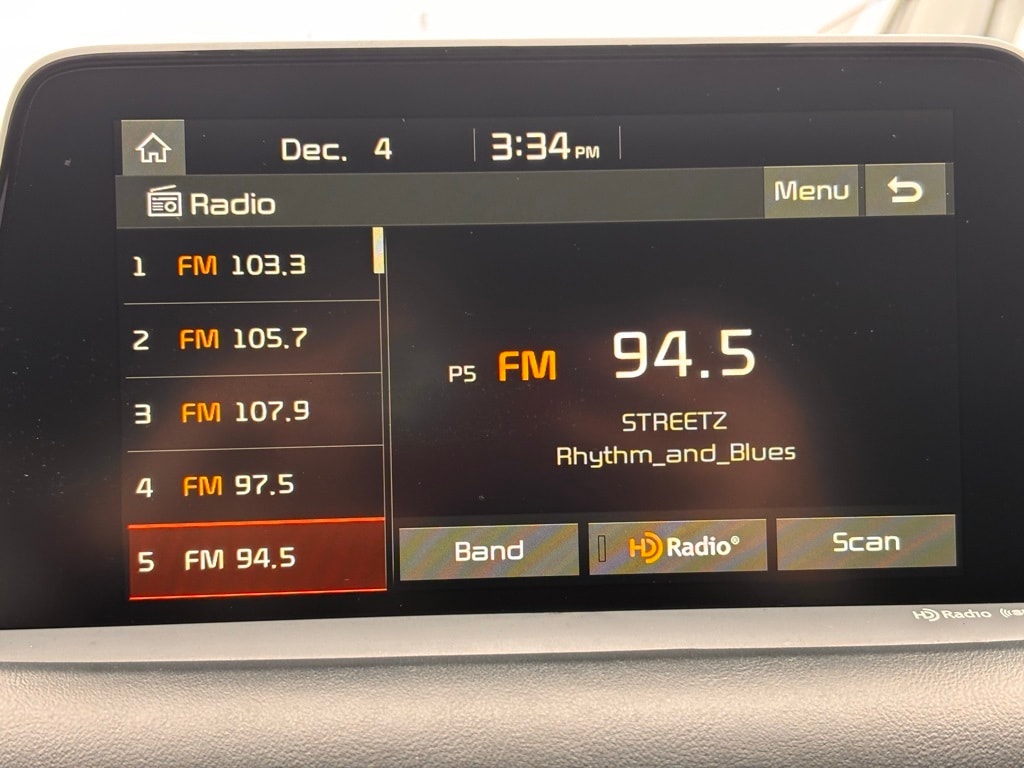 Dec. 4 3:34 PM
Radio Menu
1 FM 103.3
2 FM 105.7
3 FM 107.9
4 FM 97.5
5 FM 94.5
P5 FM 94.5
STREETZ
Rhythm_and_Blues
Band HD Radio® Scan
HD Radio